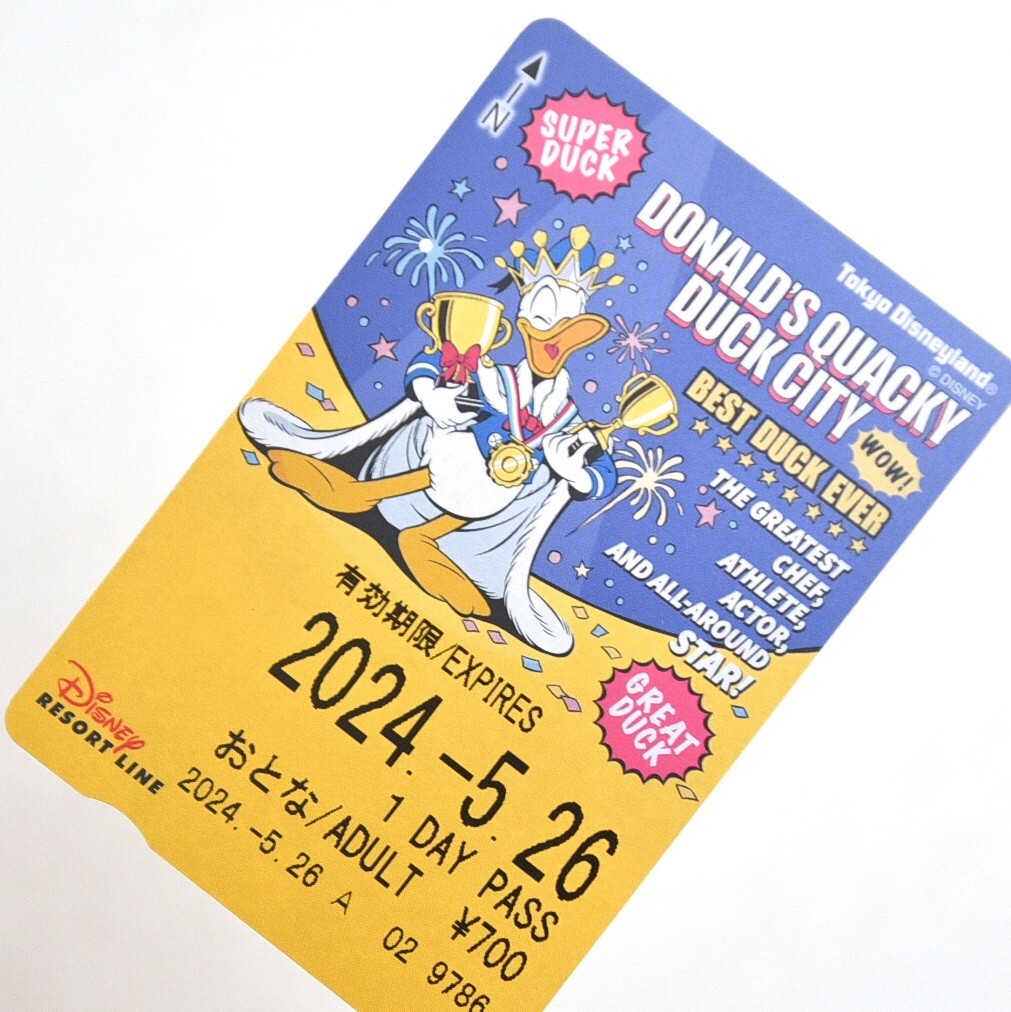 IN
SUPER
DUCK
Tokyo Disneyland®
© DISNEY
DONALD'S QUACKY
DUCK CITY
BEST DUCK EVER
WOW!
THE GREATEST
CHEF,
ATHLETE,
ACTOR,
AND ALL-AROUND
STAR!
GREAT
DUCK
有効期限/EXPIRES
2024.-5.26
1 DAY PASS
おとな/ADULT ¥700
2024.-5.26 A 02 9786
Disney
RESORT LINE